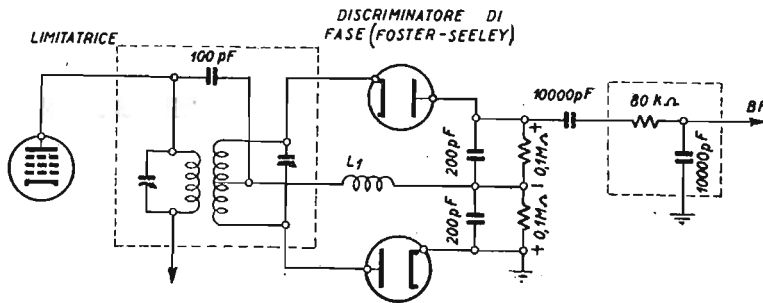 DISCRIMINATORE DI
FASE (FOSTER-SEELEY)
LIMITATRICE
100 pF
10000pF
80 KΩ
BF
200pF
+
0,1MΩ
10000pF
L1
-
200pF
0,1MΩ
+